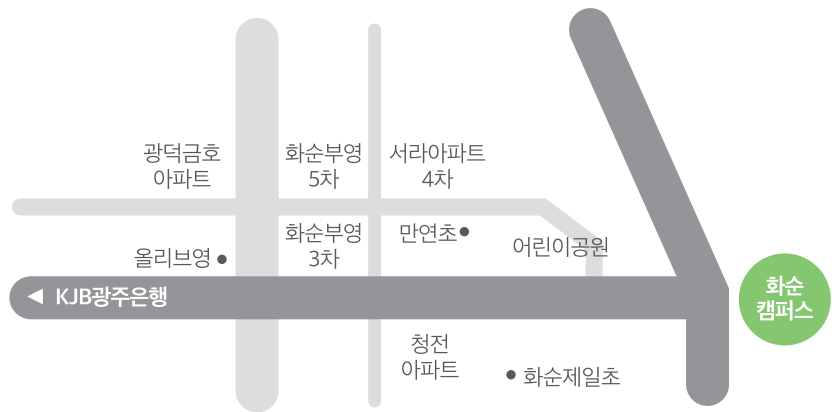 광덕금호
아파트
화순부영
5차
서라아파트
4차
올리브영
화순부영
3차
만연초
어린이공원
KJB광주은행
화순
캠퍼스
청전
아파트
화순제일초